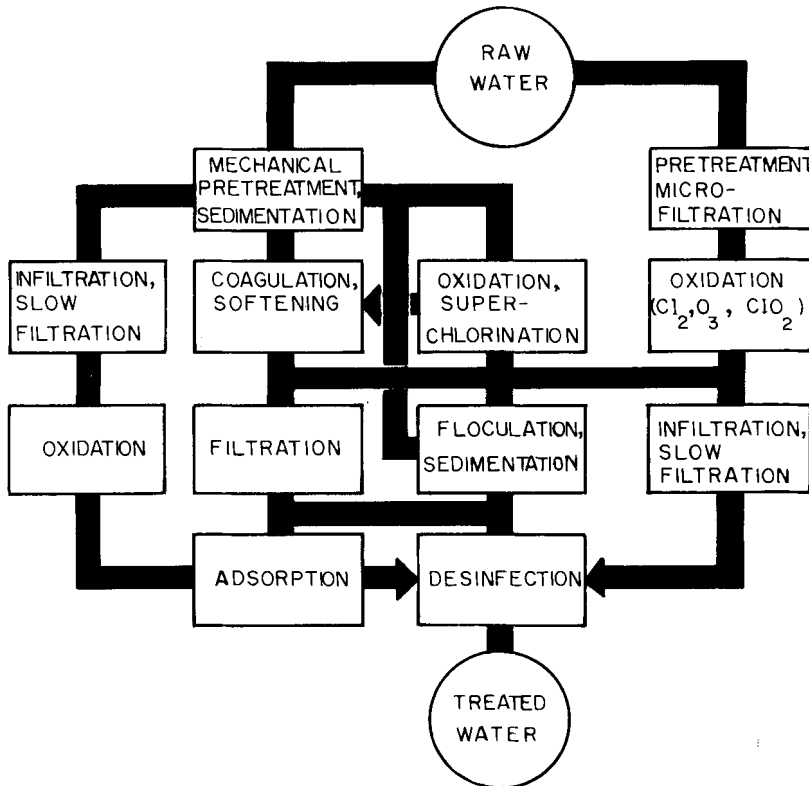 RAW
WATER
MECHANICAL
PRETREATMENT,
SEDIMENTATION
PRETREATMENT,
MICRO-
FILTRATION
INFILTRATION,
SLOW
FILTRATION
COAGULATION,
SOFTENING
OXIDATION,
SUPER-
CHLORINATION
OXIDATION
(Cl2,O3, ClO2)
OXIDATION
FILTRATION
FLOCULATION,
SEDIMENTATION
INFILTRATION,
SLOW
FILTRATION
ADSORPTION
DESINFECTION
TREATED
WATER